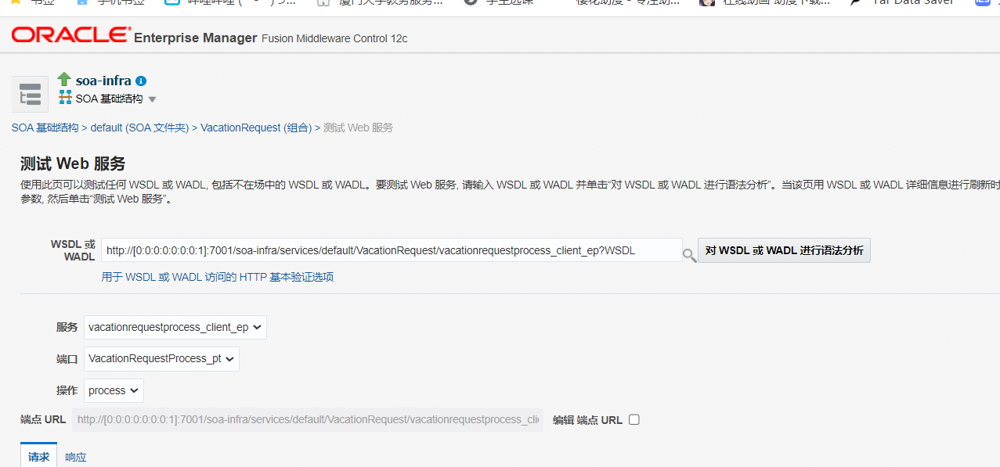 ORACLE Enterprise Manager Fusion Middleware Control 12c
soa-infra
SOA 基础结构
SOA 基础结构 > default (SOA 文件夹) > VacationRequest (组合) > 测试 Web 服务
测试 Web 服务
使用此页可以测试任何 WSDL 或 WADL, 包括不在场中的 WSDL 或 WADL。要测试 Web 服务, 请输入 WSDL 或 WADL 并单击“对 WSDL 或 WADL 进行语法分析”。当该页用 WSDL 或 WADL 详细信息进行刷新时
参数, 然后单击“测试 Web 服务”。
WSDL 或
WADL
http://[0:0:0:0:0:0:0:1]:7001/soa-infra/services/default/VacationRequest/vacationrequestprocess_client_ep?WSDL
对 WSDL 或 WADL 进行语法分析
用于 WSDL 或 WADL 访问的 HTTP 基本验证选项
服务 vacationrequestprocess_client_ep
端口 VacationRequestProcess_pt
操作 process
端点 URL http://[0:0:0:0:0:0:0:1]:7001/soa-infra/services/default/VacationRequest/vacationrequestprocess_clie 编辑 端点 URL
请求 响应